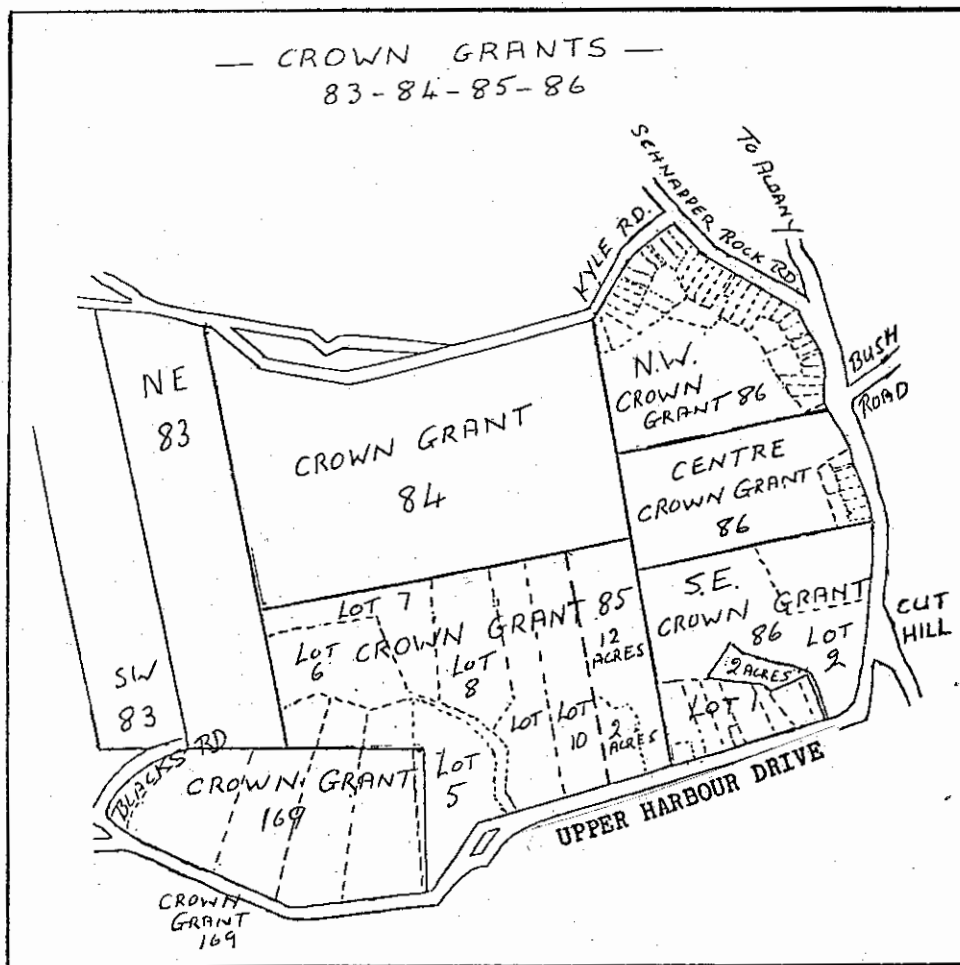 — CROWN GRANTS —
83-84-85-86
SCHNAPPER ROCK RD
TO ALBANY
KYLE RD.
BUSH
ROAD
NE
83
N.W.
CROWN
GRANT 86
CROWN GRANT
84
CENTRE
CROWN GRANT
86
S.E.
CROWN GRANT
86
LOT
2
2 ACRES
LOT 1
CUT
HILL
LOT 7
CROWN GRANT 85
LOT
6
LOT
8
LOT
LOT
10
12
ACRES
2
ACRES
LOT
5
SW
83
BLACKS RD
CROWN GRANT
169
UPPER HARBOUR DRIVE
CROWN
GRANT
169